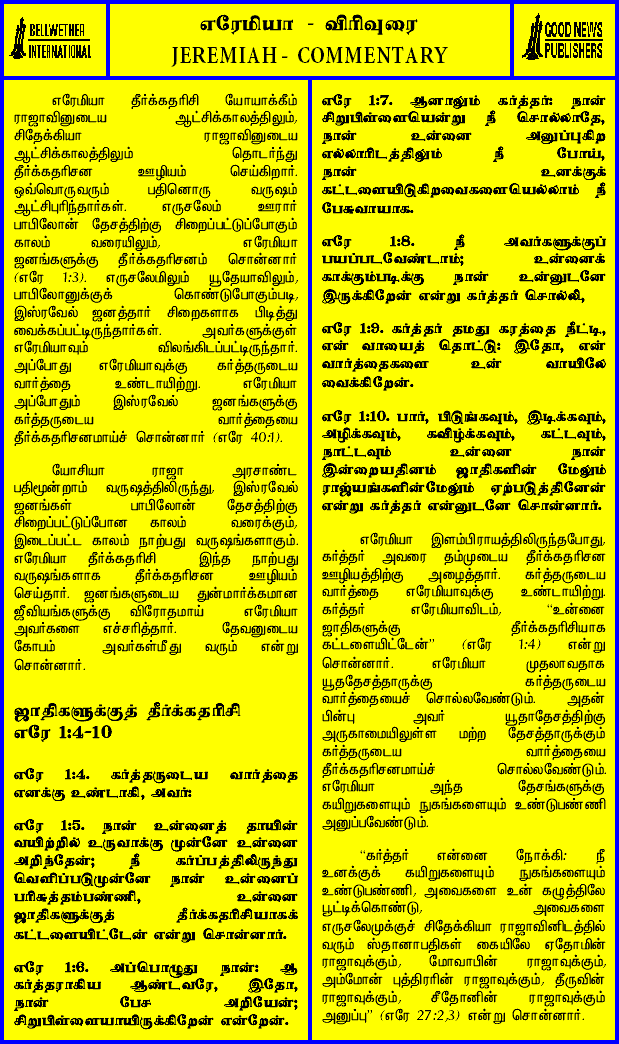 BELLWETHER
INTERNATIONAL
எரேமியா - விரிவுரை
JEREMIAH - COMMENTARY
GOOD NEWS
PUBLISHERS
எரேமியா தீர்க்கதரிசி யோயாக்கீம்
ராஜாவினுடைய ஆட்சிக்காலத்திலும்,
சிதேக்கியா ராஜாவினுடைய
ஆட்சிக்காலத்திலும் தொடர்ந்து
தீர்க்கதரிசன ஊழியம் செய்கிறார்.
ஒவ்வொருவரும் பதினொரு வருஷம்
ஆட்சிபுரிந்தார்கள். எருசலேம் ஊரார்
பாபிலோன் தேசத்திற்கு சிறைப்பட்டுப்போகும்
காலம் வரையிலும், எரேமியா
ஜனங்களுக்கு தீர்க்கதரிசனம் சொன்னார்
(எரே 1:3). எருசலேமிலும் யூதேயாவிலும்,
பாபிலோனுக்குக் கொண்டுபோகும்படி,
இஸ்ரவேல் ஜனத்தார் சிறைகளாக பிடித்து
வைக்கப்பட்டிருந்தார்கள். அவர்களுக்குள்
எரேமியாவும் விலங்கிடப்பட்டிருந்தார்.
அப்போது எரேமியாவுக்கு கர்த்தருடைய
வார்த்தை உண்டாயிற்று. எரேமியா
அப்போதும் இஸ்ரவேல் ஜனங்களுக்கு
கர்த்தருடைய வார்த்தையை
தீர்க்கதரிசனமாய்ச் சொன்னார் (எரே 40:1).
யோசியா ராஜா அரசாண்ட
பதிமூன்றாம் வருஷத்திலிருந்து, இஸ்ரவேல்
ஜனங்கள் பாபிலோன் தேசத்திற்கு
சிறைப்பட்டுப்போன காலம் வரைக்கும்,
இடைப்பட்ட காலம் நாற்பது வருஷங்களாகும்.
எரேமியா தீர்க்கதரிசி இந்த நாற்பது
வருஷங்களாக தீர்க்கதரிசன ஊழியம்
செய்தார். ஜனங்களுடைய துன்மார்க்கமான
ஜீவியங்களுக்கு விரோதமாய் எரேமியா
அவர்களை எச்சரித்தார். தேவனுடைய
கோபம் அவர்கள்மீது வரும் என்று
சொன்னார்.
ஜாதிகளுக்குத் தீர்க்கதரிசி
எரே 1:4-10
எரே 1:4. கர்த்தருடைய வார்த்தை
எனக்கு உண்டாகி, அவர்:
எரே 1:5. நான் உன்னைத் தாயின்
வயிற்றில் உருவாக்கு முன்னே உன்னை
அறிந்தேன்; நீ கர்ப்பத்திலிருந்து
வெளிப்படுமுன்னே நான் உன்னைப்
பரிசுத்தம்பண்ணி, உன்னை
ஜாதிகளுக்குத் தீர்க்கதரிசியாகக்
கட்டளையிட்டேன் என்று சொன்னார்.
எரே 1:6. அப்பொழுது நான்: ஆ
கர்த்தராகிய ஆண்டவரே, இதோ,
நான் பேச அறியேன்;
சிறுபிள்ளையாயிருக்கிறேன் என்றேன்.
எரே 1:7. ஆனாலும் கர்த்தர்: நான்
சிறுபிள்ளையென்று நீ சொல்லாதே,
நான் உன்னை அனுப்புகிற
எல்லாரிடத்திலும் நீ போய்,
நான் உனக்குக்
கட்டளையிடுகிறவைகளையெல்லாம் நீ
பேசுவாயாக.
எரே 1:8. நீ அவர்களுக்குப்
பயப்படவேண்டாம்; உன்னைக்
காக்கும்படிக்கு நான் உன்னுடனே
இருக்கிறேன் என்று கர்த்தர் சொல்லி,
எரே 1:9. கர்த்தர் தமது கரத்தை நீட்டி,
என் வாயைத் தொட்டு: இதோ, என்
வார்த்தைகளை உன் வாயிலே
வைக்கிறேன்.
எரே 1:10. பார், பிடுங்கவும், இடிக்கவும்,
அழிக்கவும், கவிழ்க்கவும், கட்டவும்,
நாட்டவும் உன்னை நான்
இன்றையதினம் ஜாதிகளின் மேலும்
ராஜ்யங்களின்மேலும் ஏற்படுத்தினேன்
என்று கர்த்தர் என்னுடனே சொன்னார்.
எரேமியா இளம்பிராயத்திலிருந்தபோது,
கர்த்தர் அவரை தம்முடைய தீர்க்கதரிசன
ஊழியத்திற்கு அழைத்தார். கர்த்தருடைய
வார்த்தை எரேமியாவுக்கு உண்டாயிற்று.
கர்த்தர் எரேமியாவிடம், "உன்னை
ஜாதிகளுக்கு தீர்க்கதரிசியாக
கட்டளையிட்டேன்" (எரே 1:4) என்று
சொன்னார். எரேமியா முதலாவதாக
யூததேசத்தாருக்கு கர்த்தருடைய
வார்த்தையைச் சொல்லவேண்டும். அதன்
பின்பு அவர் யூதாதேசத்திற்கு
அருகாமையிலுள்ள மற்ற தேசத்தாருக்கும்
கர்த்தருடைய வார்த்தையை
தீர்க்கதரிசனமாய்ச் சொல்லவேண்டும்.
எரேமியா அந்த தேசங்களுக்கு
கயிறுகளையும் நுகங்களையும் உண்டுபண்ணி
அனுப்பவேண்டும்.
"கர்த்தர் என்னை நோக்கி: நீ
உனக்குக் கயிறுகளையும் நுகங்களையும்
உண்டுபண்ணி, அவைகளை உன் கழுத்திலே
பூட்டிக்கொண்டு, அவைகளை
எருசலேமுக்குச் சிதேக்கியா ராஜாவினிடத்தில்
வரும் ஸ்தானாபதிகள் கையிலே ஏதோமின்
ராஜாவுக்கும், மோவாபின் ராஜாவுக்கும்,
அம்மோன் புத்திரரின் ராஜாவுக்கும், தீருவின்
ராஜாவுக்கும், சீதோனின் ராஜாவுக்கும்
அனுப்பு" (எரே 27:2,3) என்று சொன்னார்.